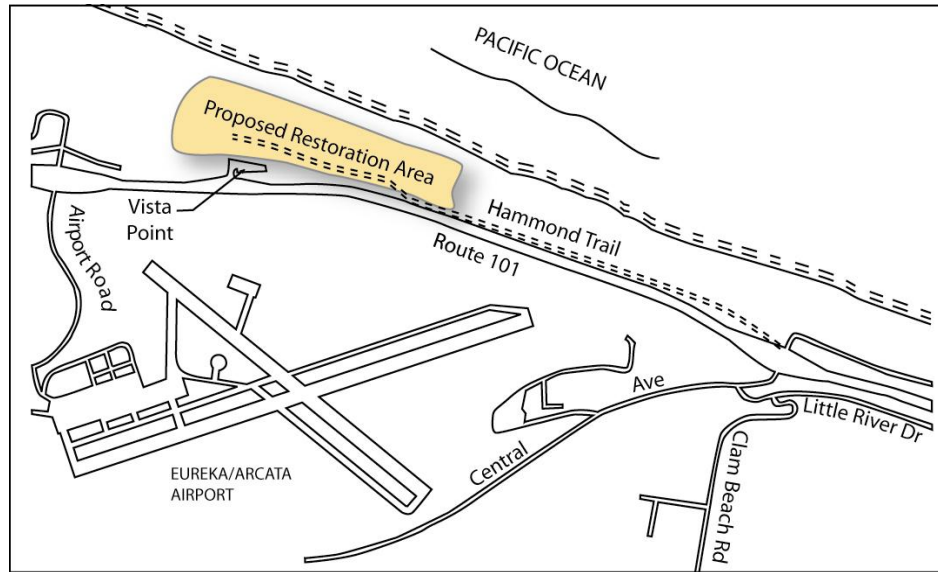 PACIFIC OCEAN
Proposed Restoration Area
Vista
Point
Hammond Trail
Route 101
Airport Road
Ave
Central
Little River Dr
Clam Beach Rd
EUREKA/ARCATA
AIRPORT